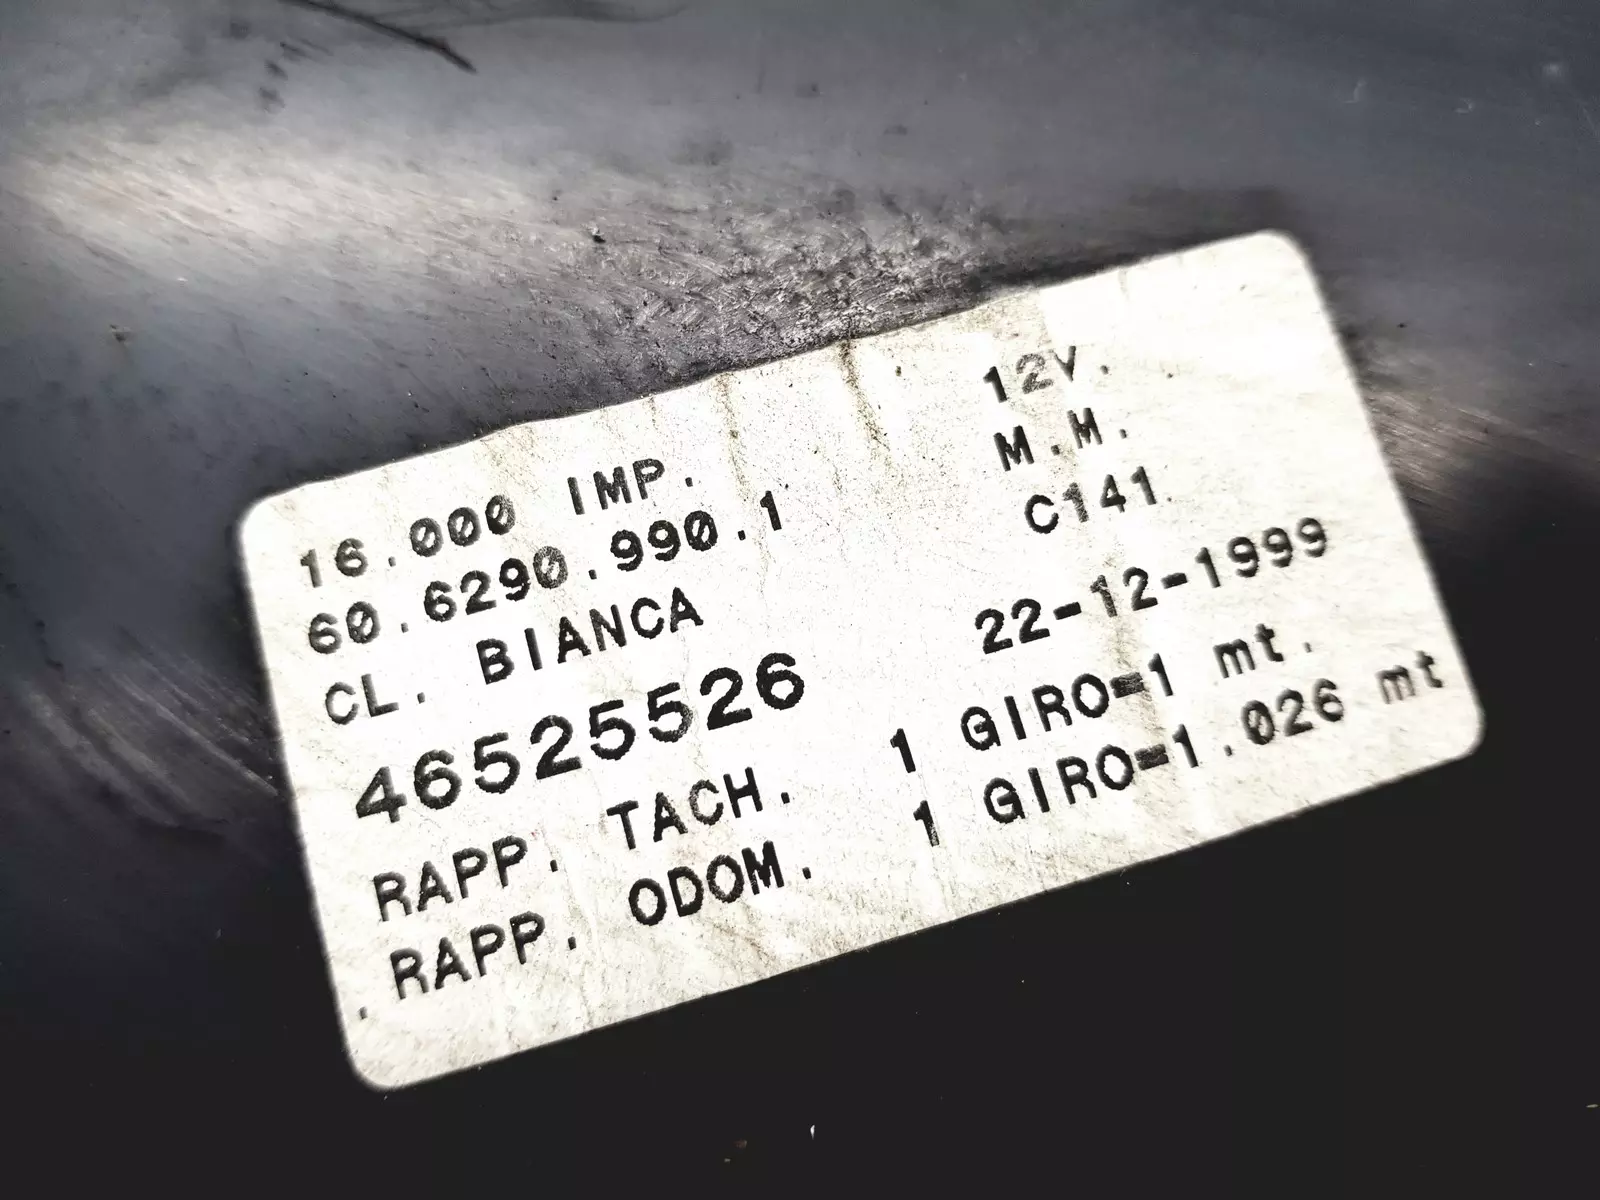 16.000 IMP. 12V.
60.6290.990.1 M.M.
CL. BIANCA C141
46525526 22-12-1999
RAPP. TACH. 1 GIRO=1 mt.
RAPP. ODOM. 1 GIRO=1.026 mt